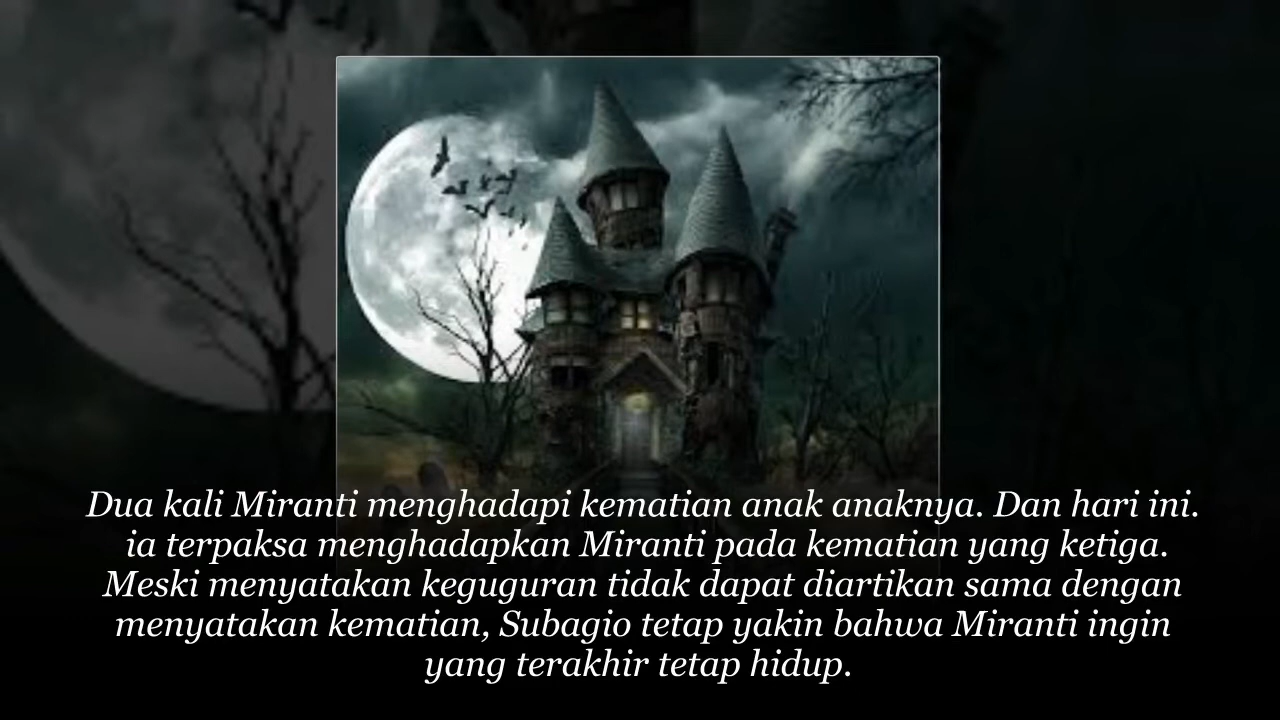 Dua kali Miranti menghadapi kematian anak anaknya. Dan hari ini.
ia terpaksa menghadapkan Miranti pada kematian yang ketiga.
Meski menyatakan keguguran tidak dapat diartikan sama dengan
menyatakan kematian, Subagio tetap yakin bahwa Miranti ingin
yang terakhir tetap hidup.